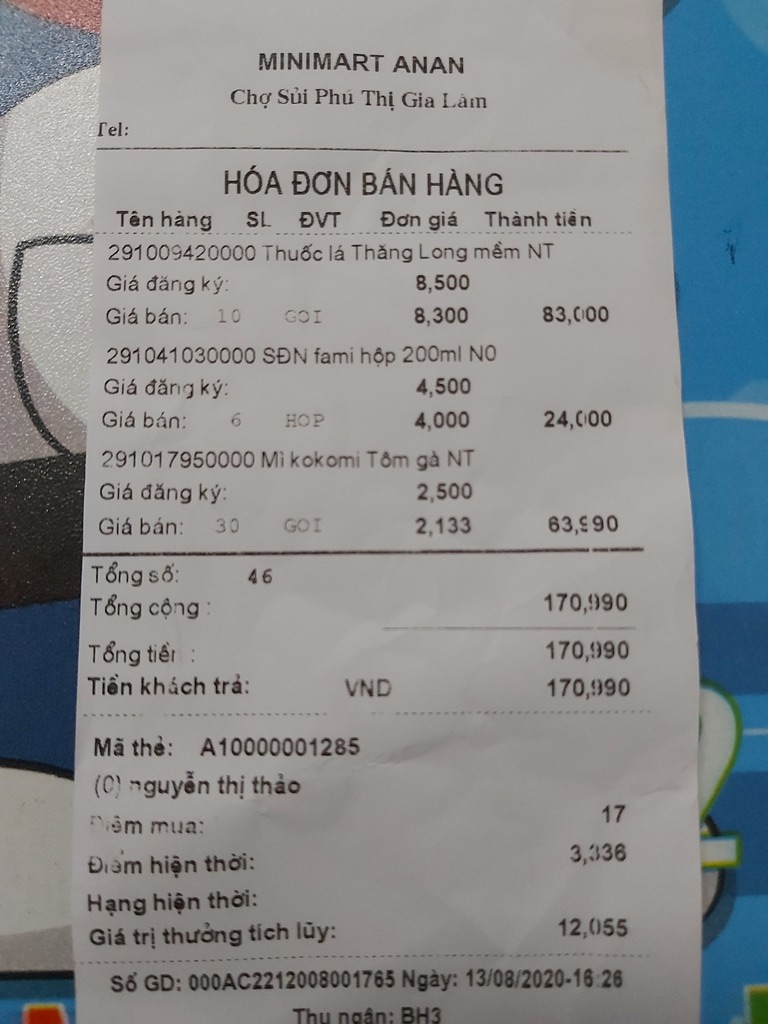 MINIMART ANAN
Chợ Sủi Phú Thị Gia Lâm
Tel:
HÓA ĐƠN BÁN HÀNG
Tên hàng SL ĐVT Đơn giá Thành tiền
291009420000 Thuốc lá Thăng Long mềm NT
Giá đăng ký: 8,500
Giá bán: 10 GOI 8,300 83,000
291041030000 SĐN fami hộp 200ml N0
Giá đăng ký: 4,500
Giá bán: 6 HOP 4,000 24,000
291017950000 Mì kokomi Tôm gà NT
Giá đăng ký: 2,500
Giá bán: 30 GOI 2,133 63,990
Tổng số: 46
Tổng cộng : 170,990
Tổng tiền : 170,990
Tiền khách trả: VND 170,990
Mã thẻ: A10000001285
(0) nguyễn thị thảo
Điểm mua: 17
Điểm hiện thời: 3,336
Hạng hiện thời:
Giá trị thưởng tích lũy: 12,055
Số GD: 000AC2212008001765 Ngày: 13/08/2020-16:26
Thu ngân: BH3